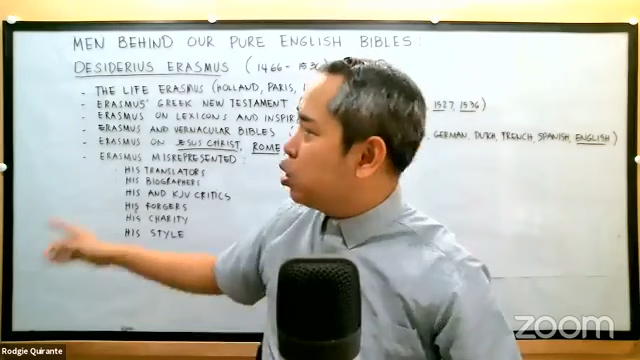 MEN BEHIND OUR PURE ENGLISH BIBLES:
DESIDERIUS ERASMUS (1466-1536
- THE LIFE ERASMUS (HOLLAND, PARIS,
- ERASMUS' GREEK NEW TESTAMENT 1527, 1536)
- ERASMUS ON LEXICONS AND INSPIR
- ERASMUS AND VERNACULAR BIBLES GERMAN, DUTCH, FRENCH, SPANISH, ENGLISH)
- ERASMUS ON JESUS CHRIST, ROME
- ERASMUS MISREPRESENTED:
- HIS TRANSLATORS
- HIS BIOGRAPHERS
- HIS AND KJV CRITICS
- HIS FORGERS
- HIS CHARITY
- HIS STYLE
zoom
Rodgie Quirante